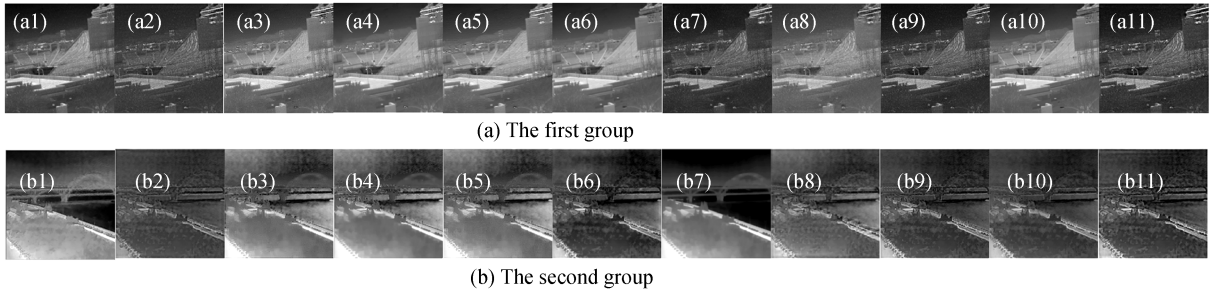 (a1) (a2) (a3) (a4) (a5) (a6) (a7) (a8) (a9) (a10) (a11)
(a) The first group
(b1) (b2) (b3) (b4) (b5) (b6) (b7) (b8) (b9) (b10) (b11)
(b) The second group